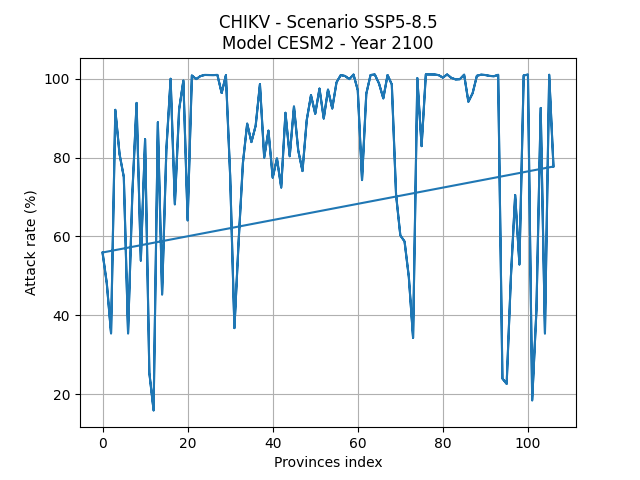 CHIKV - Scenario SSP5-8.5
Model CESM2 - Year 2100
Attack rate (%)
100
80
60
40
20
0 20 40 60 80 100
Provinces index